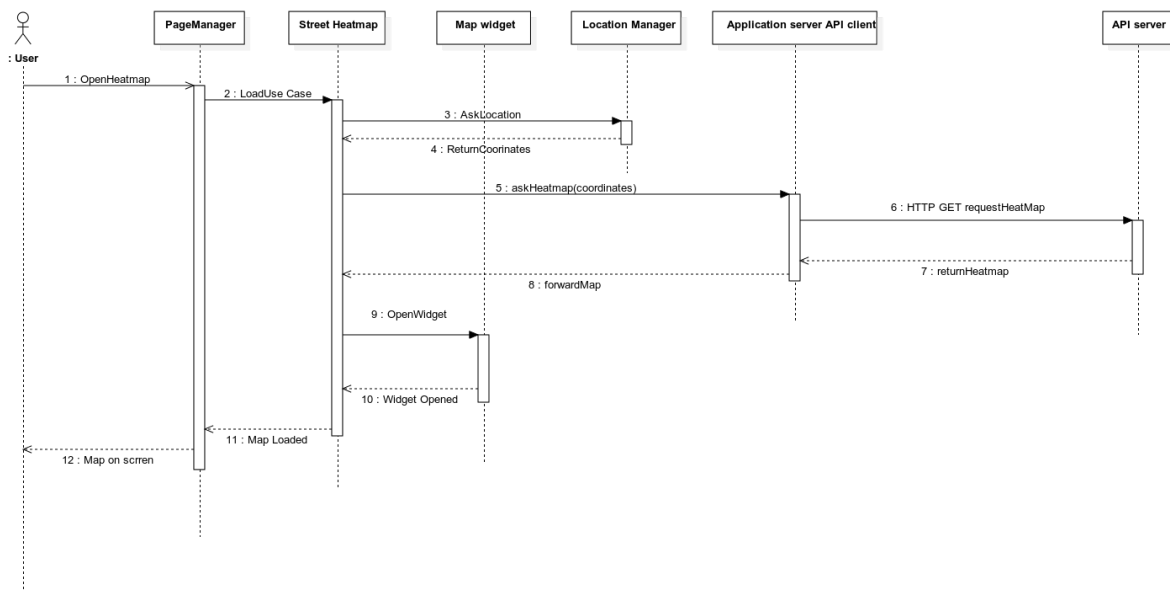 PageManager
Street Heatmap
Map widget
Location Manager
Application server API client
API server
: User
1 : OpenHeatmap
2 : LoadUse Case
3 : AskLocation
4 : ReturnCoorinates
5 : askHeatmap(coordinates)
6 : HTTP GET requestHeatMap
7 : returnHeatmap
8 : forwardMap
9 : OpenWidget
10 : Widget Opened
11 : Map Loaded
12 : Map on scrren